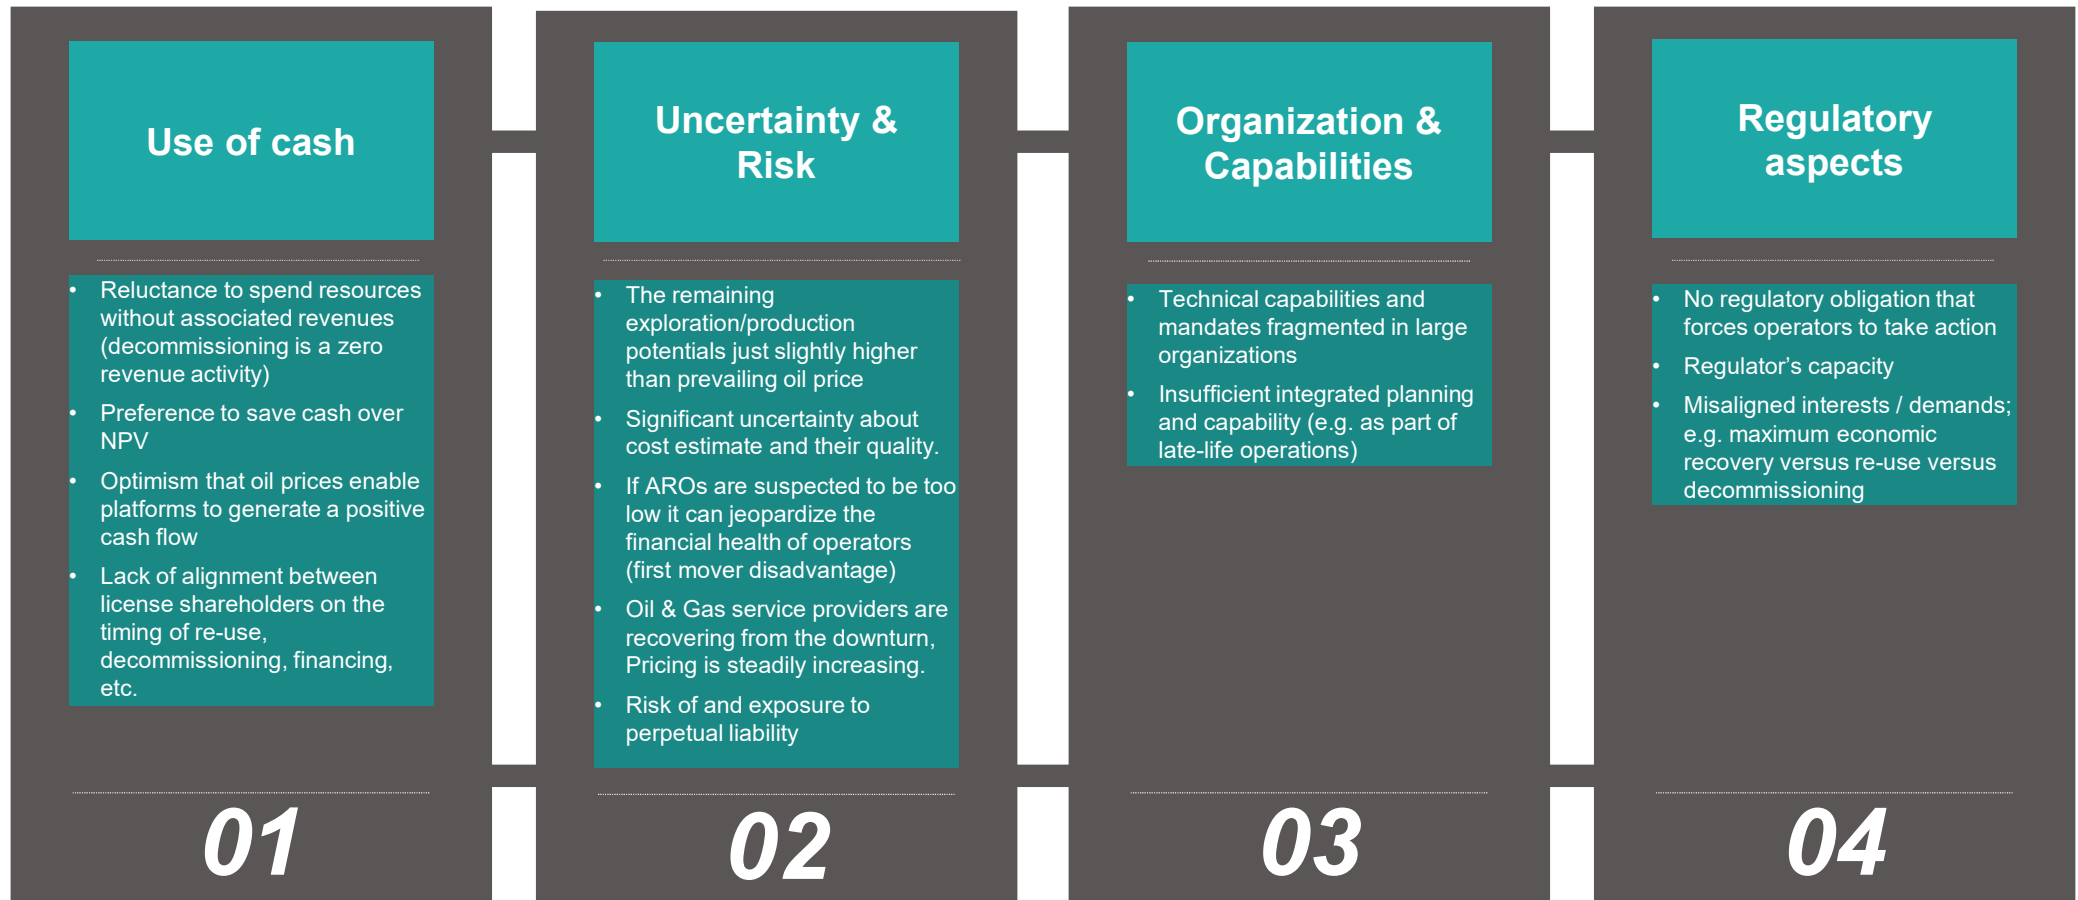 Use of cash
• Reluctance to spend resources
without associated revenues
(decommissioning is a zero
revenue activity)
• Preference to save cash over
NPV
• Optimism that oil prices enable
platforms to generate a positive
cash flow
• Lack of alignment between
license shareholders on the
timing of re-use,
decommissioning, financing,
etc.
01
Uncertainty &
Risk
• The remaining
exploration/production
potentials just slightly higher
than prevailing oil price
• Significant uncertainty about
cost estimate and their quality.
• If AROs are suspected to be too
low it can jeopardize the
financial health of operators
(first mover disadvantage)
• Oil & Gas service providers are
recovering from the downturn,
Pricing is steadily increasing.
• Risk of and exposure to
perpetual liability
02
Organization &
Capabilities
• Technical capabilities and
mandates fragmented in large
organizations
• Insufficient integrated planning
and capability (e.g. as part of
late-life operations)
03
Regulatory
aspects
• No regulatory obligation that
forces operators to take action
• Regulator’s capacity
• Misaligned interests / demands;
e.g. maximum economic
recovery versus re-use versus
decommissioning
04